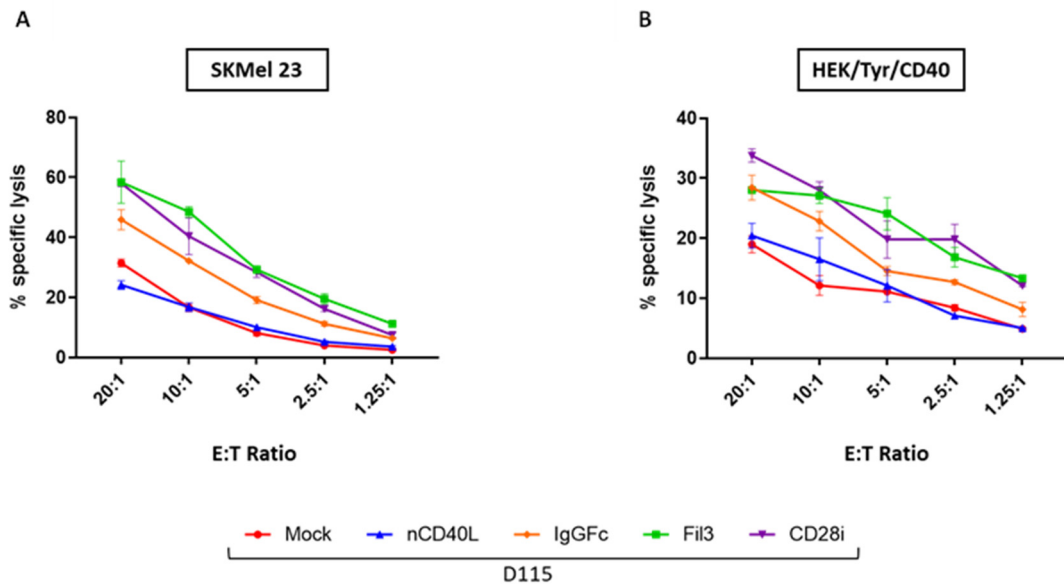 A
B
SKMel 23
HEK/Tyr/CD40
% specific lysis
80
60
40
20
0
20:1
10:1
5:1
2.5:1
1.25:1
E:T Ratio
% specific lysis
40
30
20
10
0
20:1
10:1
5:1
2.5:1
1.25:1
E:T Ratio
Mock nCD40L IgGFc Fil3 CD28i
D115